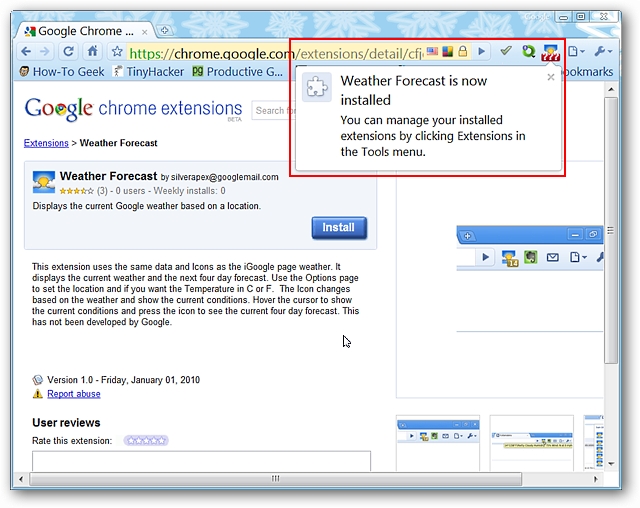 Google Chrome ...
https://chrome.google.com/extensions/detail/cfj
???
How-To Geek TinyHacker pg Productive G... bookmarks
Weather Forecast is now
installed
You can manage your installed
extensions by clicking Extensions in
the Tools menu.
Google chrome extensions
BETA
Search for
Extensions > Weather Forecast
Weather Forecast by silverapex@googlemail.com
(3) - 0 users - Weekly installs: 0
Displays the current Google weather based on a location.
Install
14
This extension uses the same data and Icons as the iGoogle page weather. It
displays the current weather and the next four day forecast. Use the Options page
to set the location and if you want the Temperature in C or F. The Icon changes
based on the weather and show the current conditions. Hover the cursor to show
the current conditions and press the icon to see the current four day forecast. This
has not been developed by Google.
Version 1.0 - Friday, January 01, 2010
Report abuse
User reviews
Rate this extension: